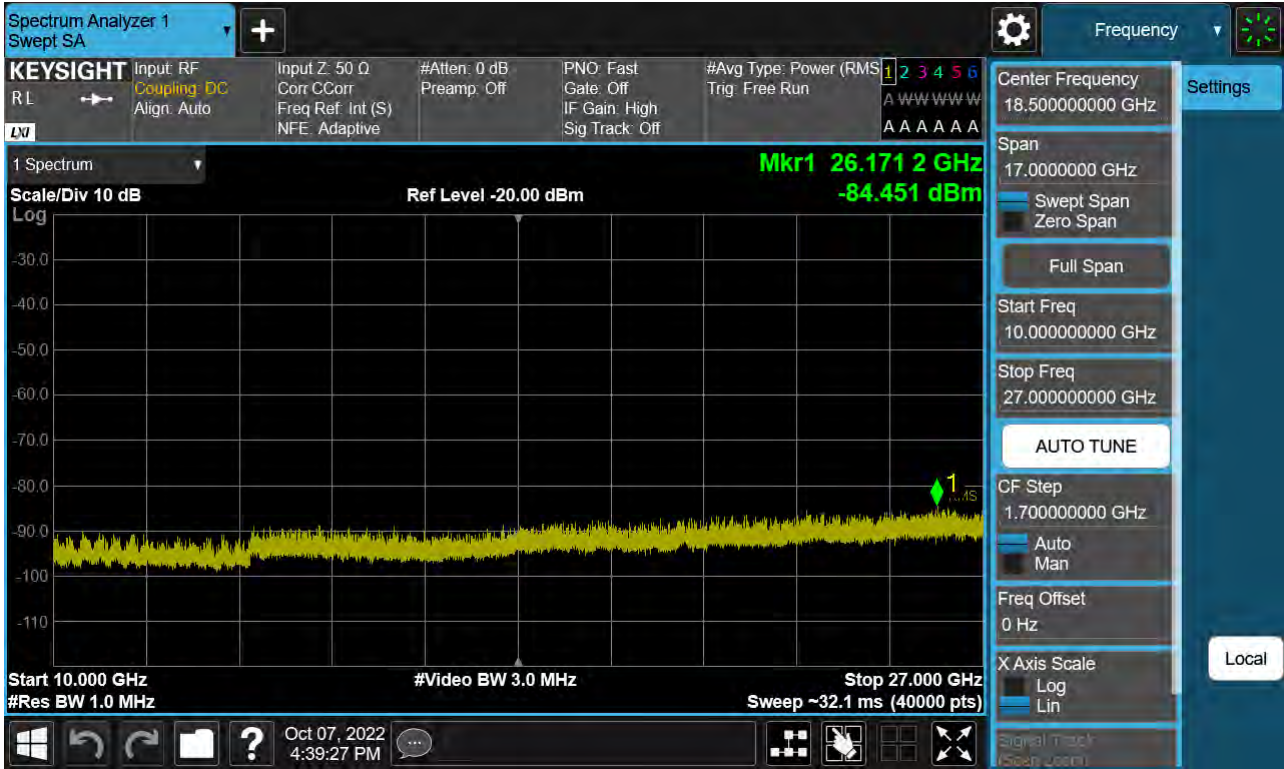 Spectrum Analyzer 1
Swept SA
Frequency
KEYSIGHT
RL
LXI
Input: RF
Coupling: DC
Align: Auto
Input Z: 50 Ω
Corr CCorr
Freq Ref: Int (S)
NFE: Adaptive
#Atten: 0 dB
Preamp: Off
PNO: Fast
Gate: Off
IF Gain: High
Sig Track: Off
#Avg Type: Power (RMS
Trig: Free Run
1 2 3 4 5 6
A W W W W W
A A A A A A
1 Spectrum
Mkr1 26.171 2 GHz
Scale/Div 10 dB
Ref Level -20.00 dBm
-84.451 dBm
Log
-30.0
-40.0
-50.0
-60.0
-70.0
-80.0
-90.0
-100
-110
1
Start 10.000 GHz
#Video BW 3.0 MHz
Stop 27.000 GHz
#Res BW 1.0 MHz
Sweep ~32.1 ms (40000 pts)
Oct 07, 2022
4:39:27 PM
Center Frequency
18.500000000 GHz
Settings
Span
17.0000000 GHz
Swept Span
Zero Span
Full Span
Start Freq
10.000000000 GHz
Stop Freq
27.000000000 GHz
AUTO TUNE
CF Step
1.700000000 GHz
Auto
Man
Freq Offset
0 Hz
X Axis Scale
Log
Lin
Local
Signal Track
(Span Zoom)